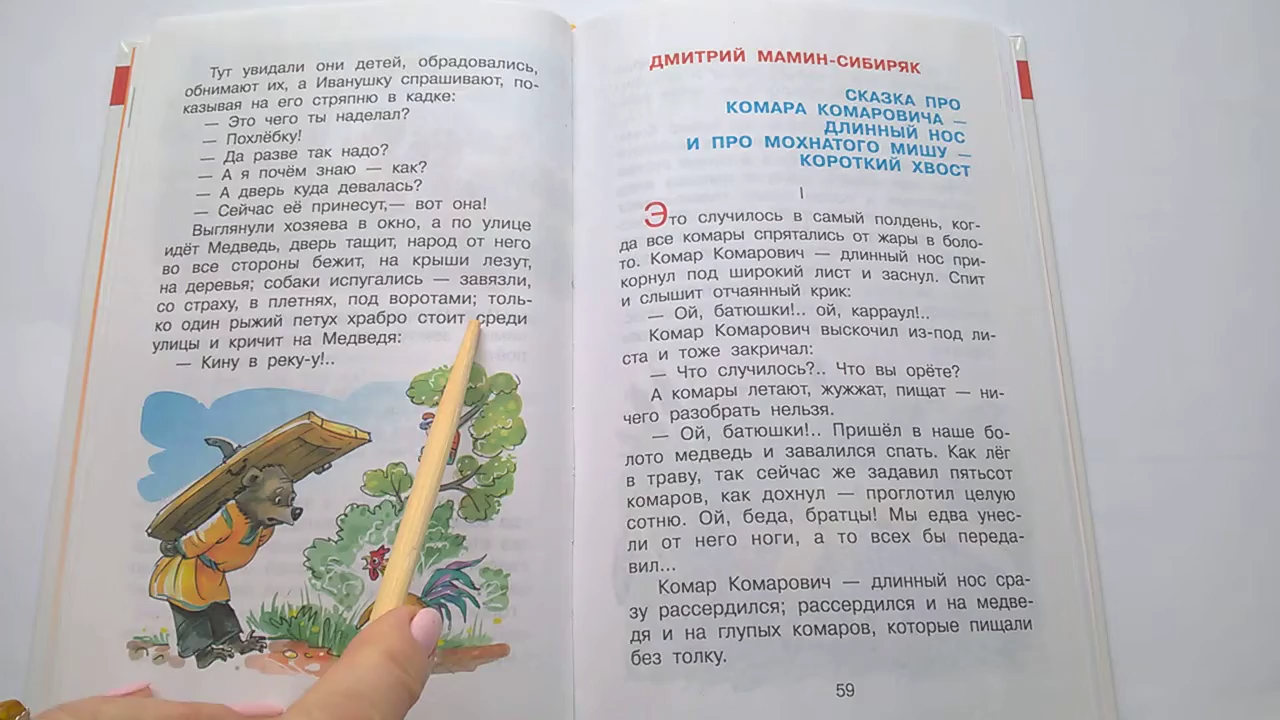 Тут увидали они детей, обрадовались,
обнимают их, а Иванушку спрашивают, по-
казывая на его стряпню в кадке:
— Это чего ты наделал?
— Похлёбку!
— Да разве так надо?
— А я почём знаю — как?
— А дверь куда девалась?
— Сейчас её принесут,— вот она!
Выглянули хозяева в окно, а по улице
идёт Медведь, дверь тащит, народ от него
во все стороны бежит, на крыши лезут,
на деревья; собаки испугались — завязли,
со страху, в плетнях, под воротами; толь-
ко один рыжий петух храбро стоит среди
улицы и кричит на Медведя:
— Кину в реку-у!..
ДМИТРИЙ МАМИН-СИБИРЯК
СКАЗКА ПРО
КОМАРА КОМАРОВИЧА —
ДЛИННЫЙ НОС
И ПРО МОХНАТОГО МИШУ —
КОРОТКИЙ ХВОСТ
I
Это случилось в самый полдень, ког-
да все комары спрятались от жары в боло-
то. Комар Комарович — длинный нос при-
корнул под широкий лист и заснул. Спит
и слышит отчаянный крик:
— Ой, батюшки!.. ой, карраул!..
Комар Комарович выскочил из-под ли-
ста и тоже закричал:
— Что случилось?.. Что вы орёте?
А комары летают, жужжат, пищат — ни-
чего разобрать нельзя.
— Ой, батюшки!.. Пришёл в наше бо-
лото медведь и завалился спать. Как лёг
в траву, так сейчас же задавил пятьсот
комаров, как дохнул — проглотил целую
сотню. Ой, беда, братцы! Мы едва унес-
ли от него ноги, а то всех бы переда-
вил...
Комар Комарович — длинный нос сра-
зу рассердился; рассердился и на медве-
дя и на глупых комаров, которые пищали
без толку.
59